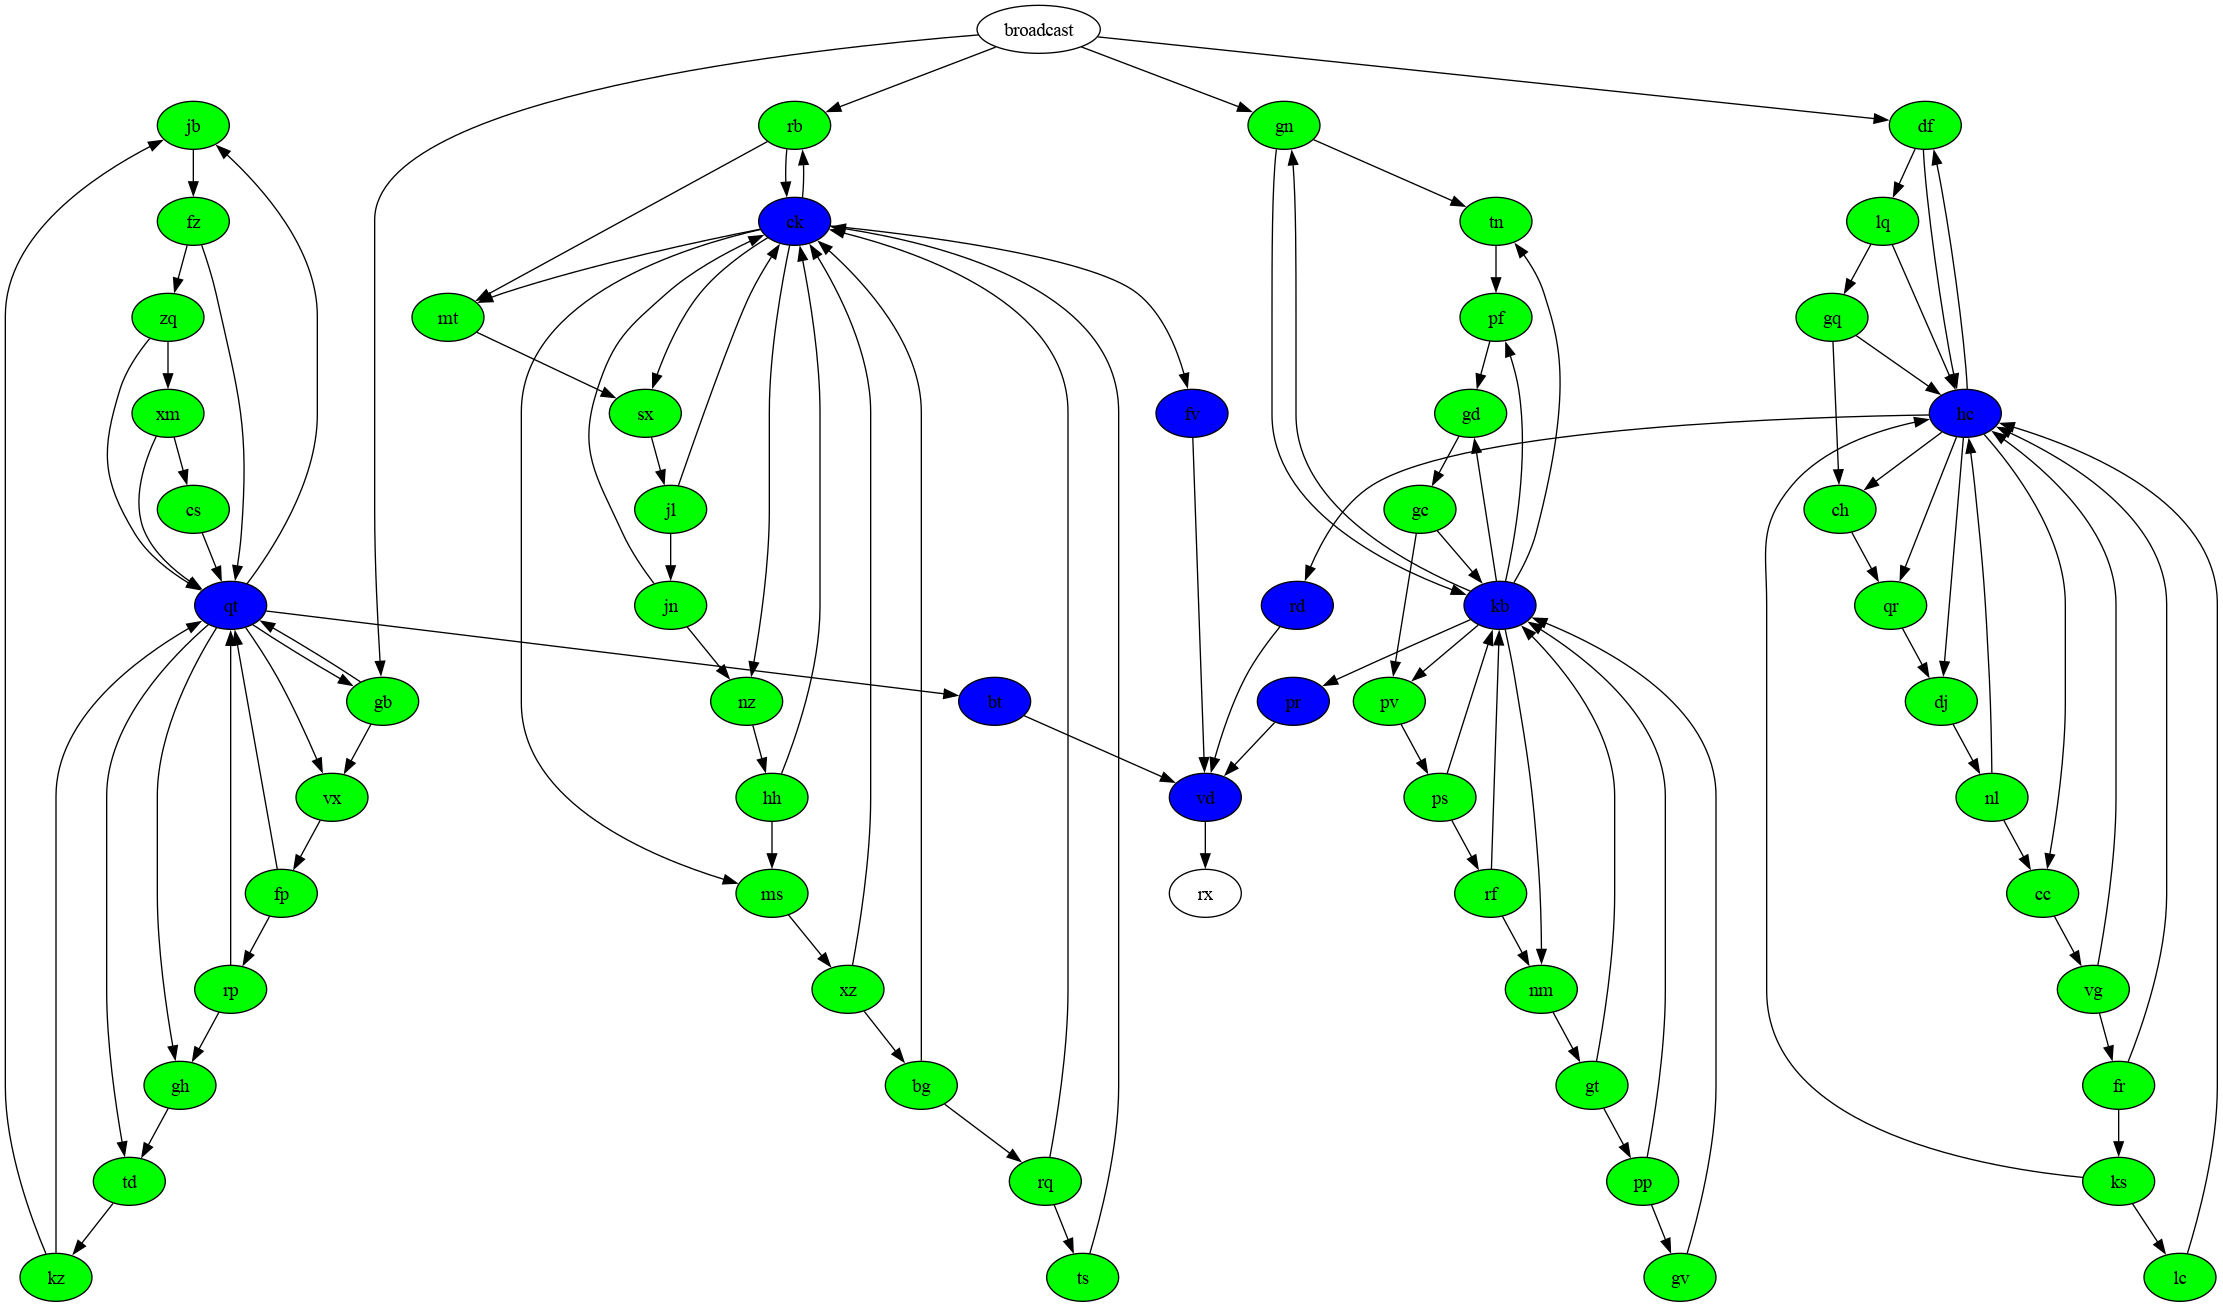 broadcast
jb
rb
gn
df
fz
ck
tn
lq
zq
mt
pf
gq
xm
sx
fv
gd
hc
cs
jl
gc
ch
qt
jn
rd
kb
qr
gb
nz
bt
pr
pv
dj
vx
hh
vd
ps
nl
fp
ms
rx
rf
cc
rp
xz
nm
vg
gh
bg
gt
fr
td
rq
pp
ks
kz
ts
gv
lc